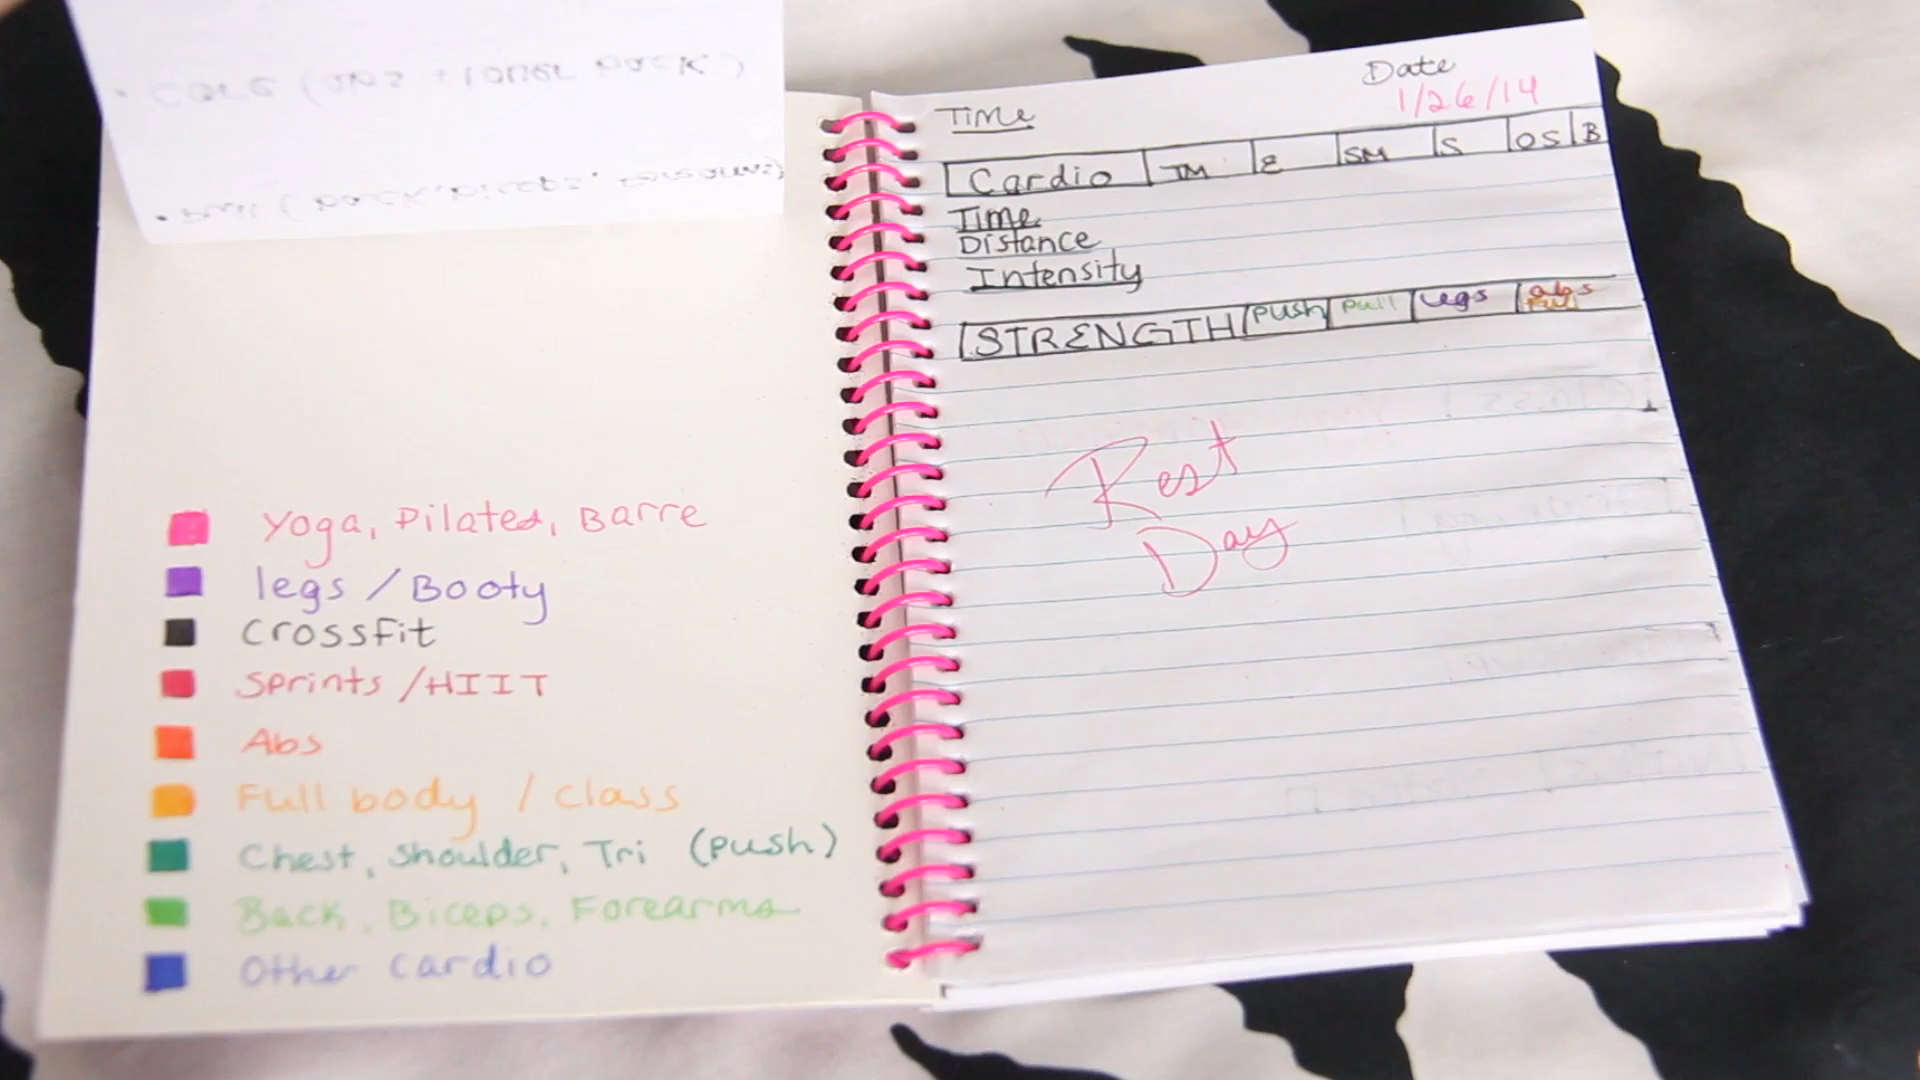 Yoga, Pilates, Barre
legs / Booty
Crossfit
Sprints /HIIT
Abs
Full body / class
Chest, Shoulder, Tri (push)
Back, Biceps, Forearms
Other Cardio
Date
1/26/14
Time
Cardio TM E SM S OS B
Time
Distance
Intensity
STRENGTH push pull legs abs
Rest
Day